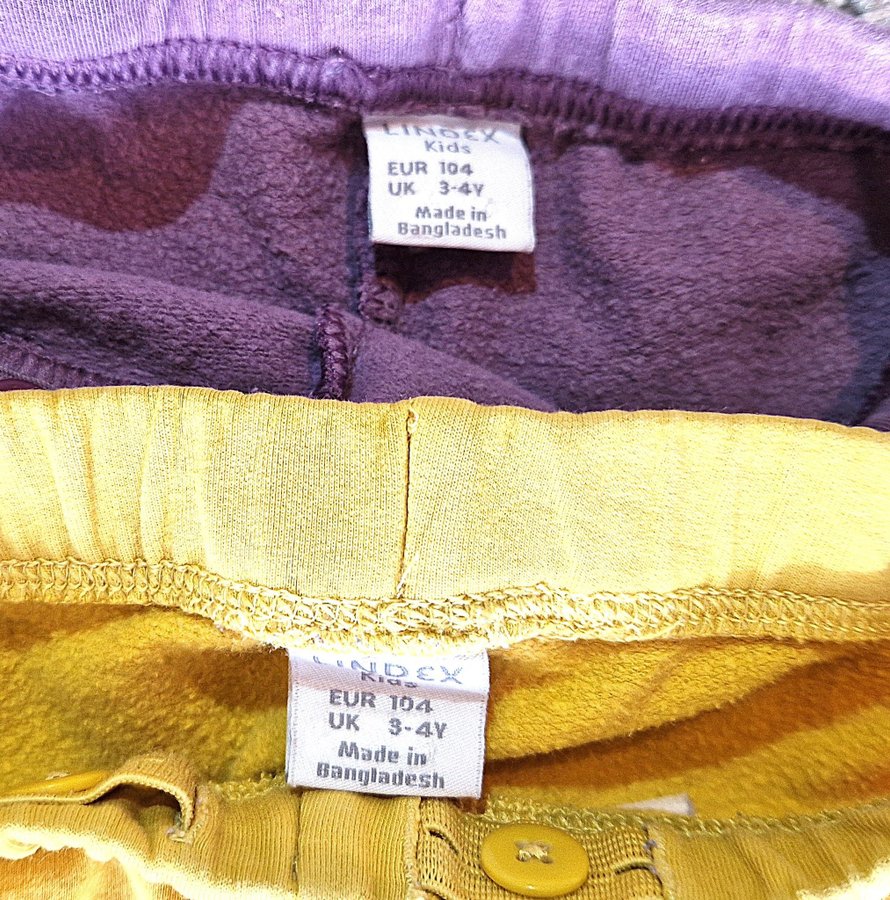 LINDEX
Kids
EUR 104
UK 3-4Y
Made in
Bangladesh
LINDEX
Kids
EUR 104
UK 3-4Y
Made in
Bangladesh